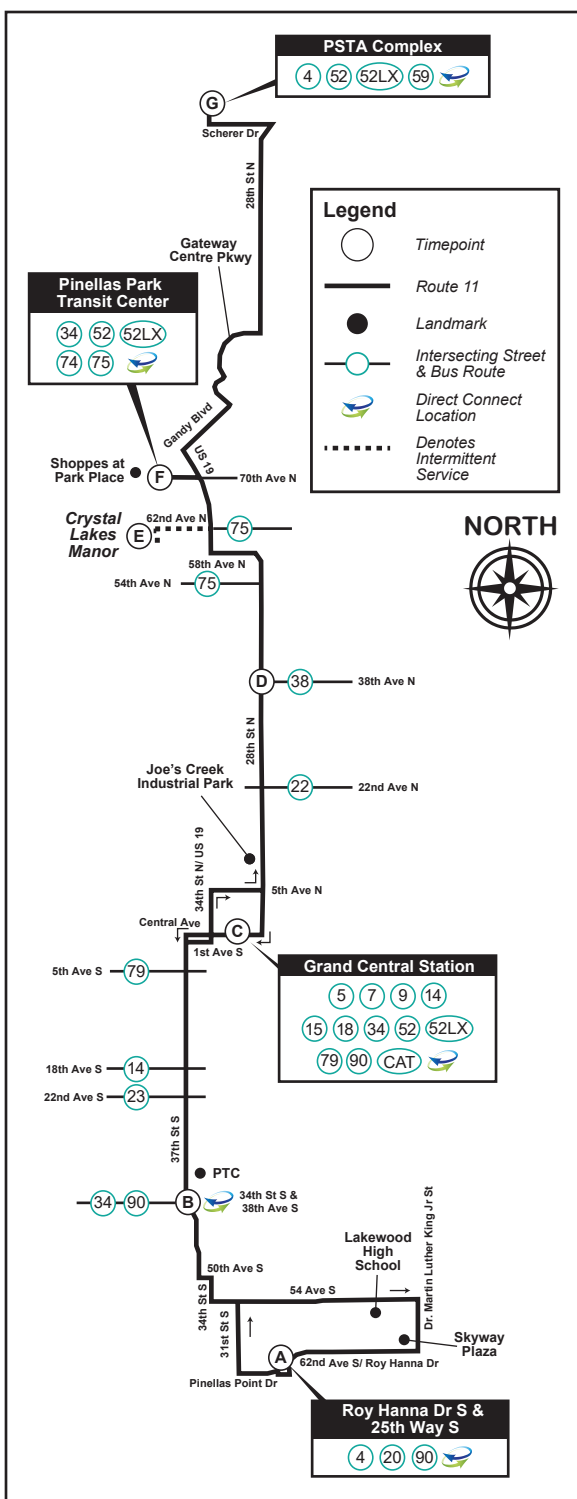 PSTA Complex
4 52 52LX 59
G
Scherer Dr
28th St N
Legend
Timepoint
Route 11
Landmark
Intersecting Street
& Bus Route
Direct Connect
Location
Denotes
Intermittent
Service
Gateway
Centre Pkwy
Pinellas Park
Transit Center
34 52 52LX
74 75
Gandy Blvd
US 19
Shoppes at
Park Place
F
70th Ave N
Crystal
Lakes
Manor
E
62nd Ave N
75
NORTH
58th Ave N
54th Ave N
75
D
38
38th Ave N
28th St N
Joe's Creek
Industrial Park
22
22nd Ave N
34th St N/ US 19
5th Ave N
Central Ave
C
1st Ave S
5th Ave S
79
Grand Central Station
5 7 9 14
15 18 34 52 52LX
79 90 CAT
18th Ave S
14
22nd Ave S
23
37th St S
PTC
34 90
B
34th St S &
38th Ave S
50th Ave S
34th St S
54 Ave S
Lakewood
High
School
Dr. Martin Luther King Jr St
31st St S
Skyway
Plaza
A
62nd Ave S/ Roy Hanna Dr
Pinellas Point Dr
Roy Hanna Dr S &
25th Way S
4 20 90